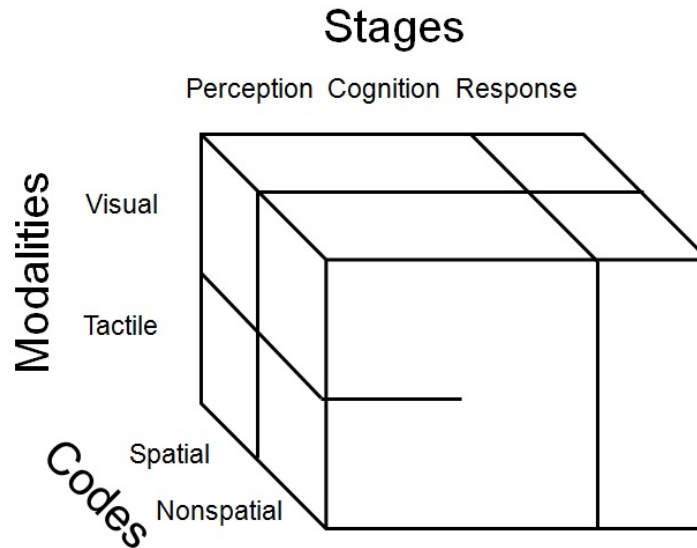 Stages
Perception Cognition Response
Modalities
Visual
Tactile
Codes
Spatial
Nonspatial